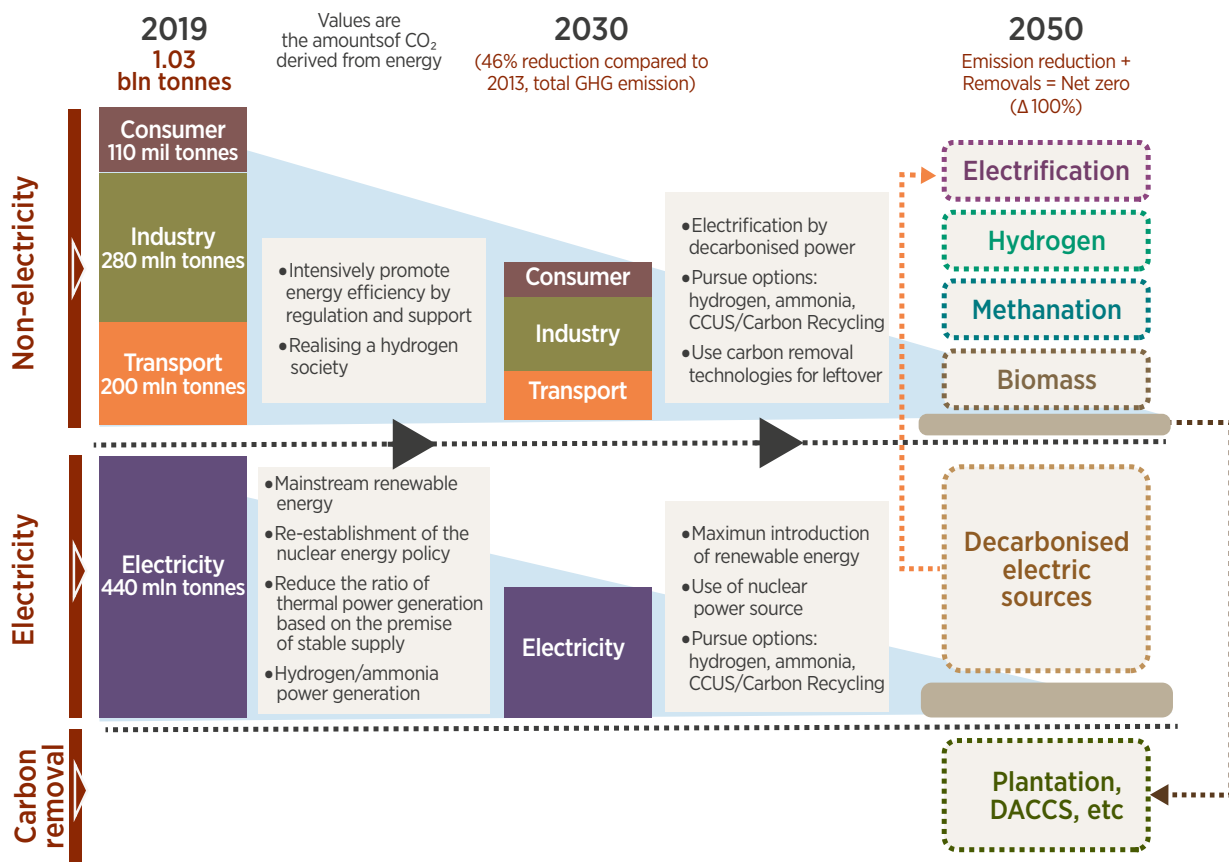 2019
1.03
bln tonnes
Values are
the amountsof CO₂
derived from energy
2030
(46% reduction compared to
2013, total GHG emission)
2050
Emission reduction +
Removals = Net zero
(Δ 100%)
Non-electricity
Consumer
110 mil tonnes
Industry
280 mln tonnes
Transport
200 mln tonnes
•Intensively promote
energy efficiency by
regulation and support
•Realising a hydrogen
society
Consumer
Industry
Transport
•Electrification by
decarbonised power
•Pursue options:
hydrogen, ammonia,
CCUS/Carbon Recycling
•Use carbon removal
technologies for leftover
Electrification
Hydrogen
Methanation
Biomass
Electricity
Electricity
440 mln tonnes
•Mainstream renewable
energy
•Re-establishment of the
nuclear energy policy
•Reduce the ratio of
thermal power generation
based on the premise
of stable supply
•Hydrogen/ammonia
power generation
Electricity
•Maximun introduction
of renewable energy
•Use of nuclear
power source
•Pursue options:
hydrogen, ammonia,
CCUS/Carbon Recycling
Decarbonised
electric
sources
Carbon
removal
Plantation,
DACCS, etc